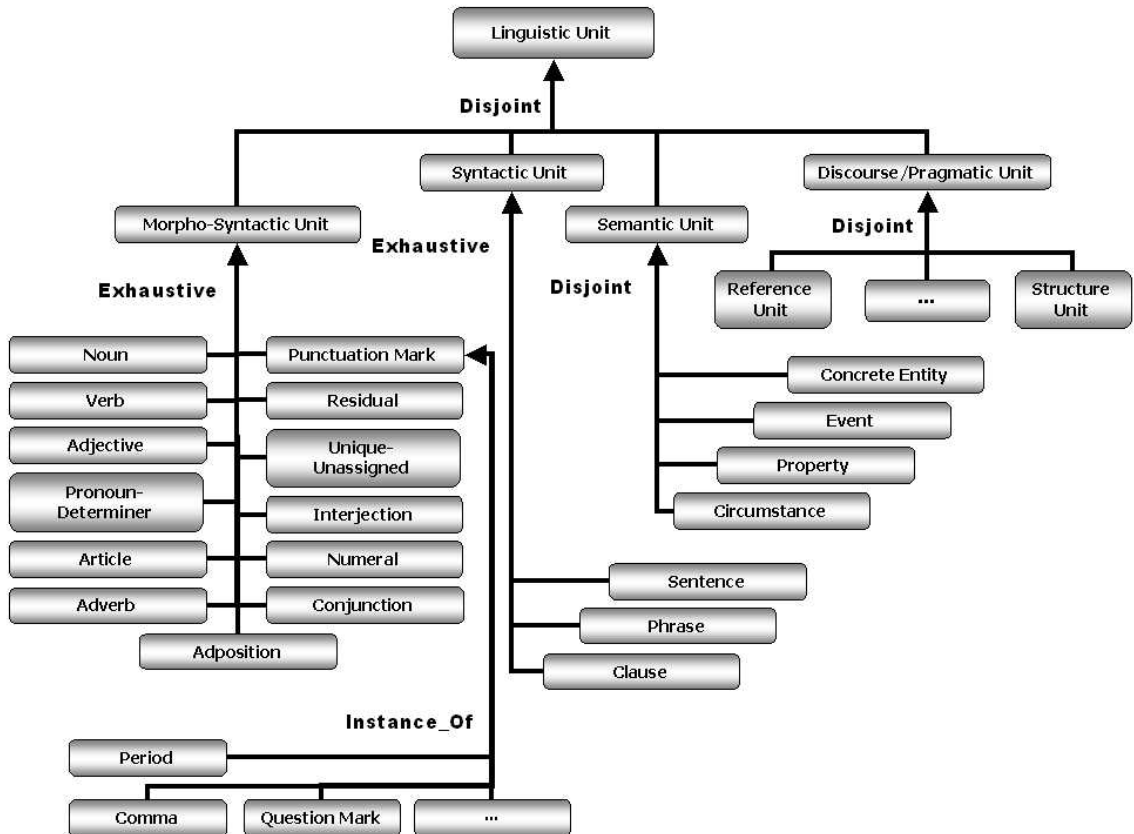 Linguistic Unit
Disjoint
Syntactic Unit
Discourse/Pragmatic Unit
Morpho-Syntactic Unit
Semantic Unit
Exhaustive
Disjoint
Exhaustive
Disjoint
Reference
Unit
...
Structure
Unit
Noun
Punctuation Mark
Concrete Entity
Verb
Residual
Event
Adjective
Unique-
Unassigned
Property
Pronoun-
Determiner
Interjection
Circumstance
Article
Numeral
Sentence
Adverb
Conjunction
Phrase
Adposition
Clause
Instance_Of
Period
Comma
Question Mark
...